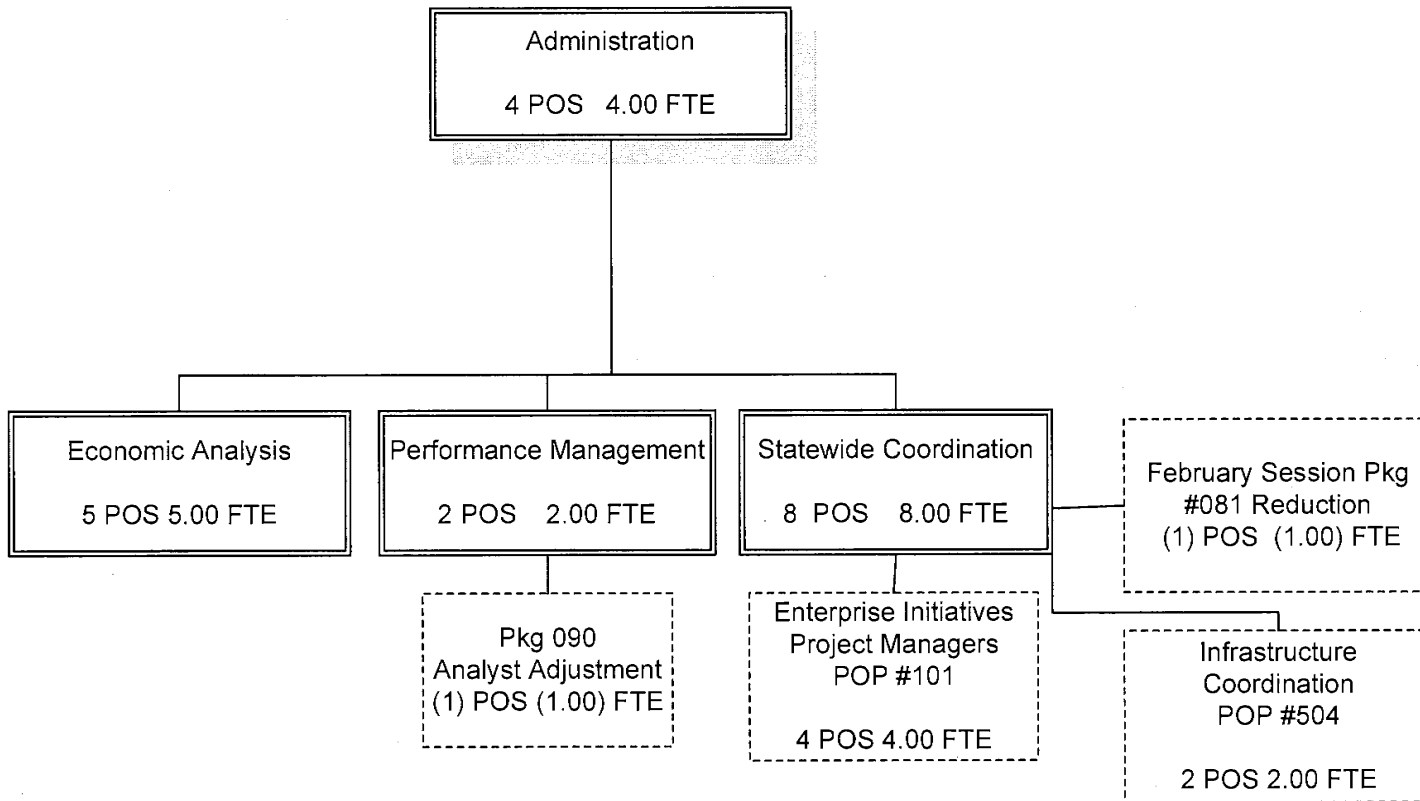 Administration
4 POS 4.00 FTE
Economic Analysis
5 POS 5.00 FTE
Performance Management
2 POS 2.00 FTE
Statewide Coordination
8 POS 8.00 FTE
February Session Pkg
#081 Reduction
(1) POS (1.00) FTE
Pkg 090
Analyst Adjustment
(1) POS (1.00) FTE
Enterprise Initiatives
Project Managers
POP #101
4 POS 4.00 FTE
Infrastructure
Coordination
POP #504
2 POS 2.00 FTE